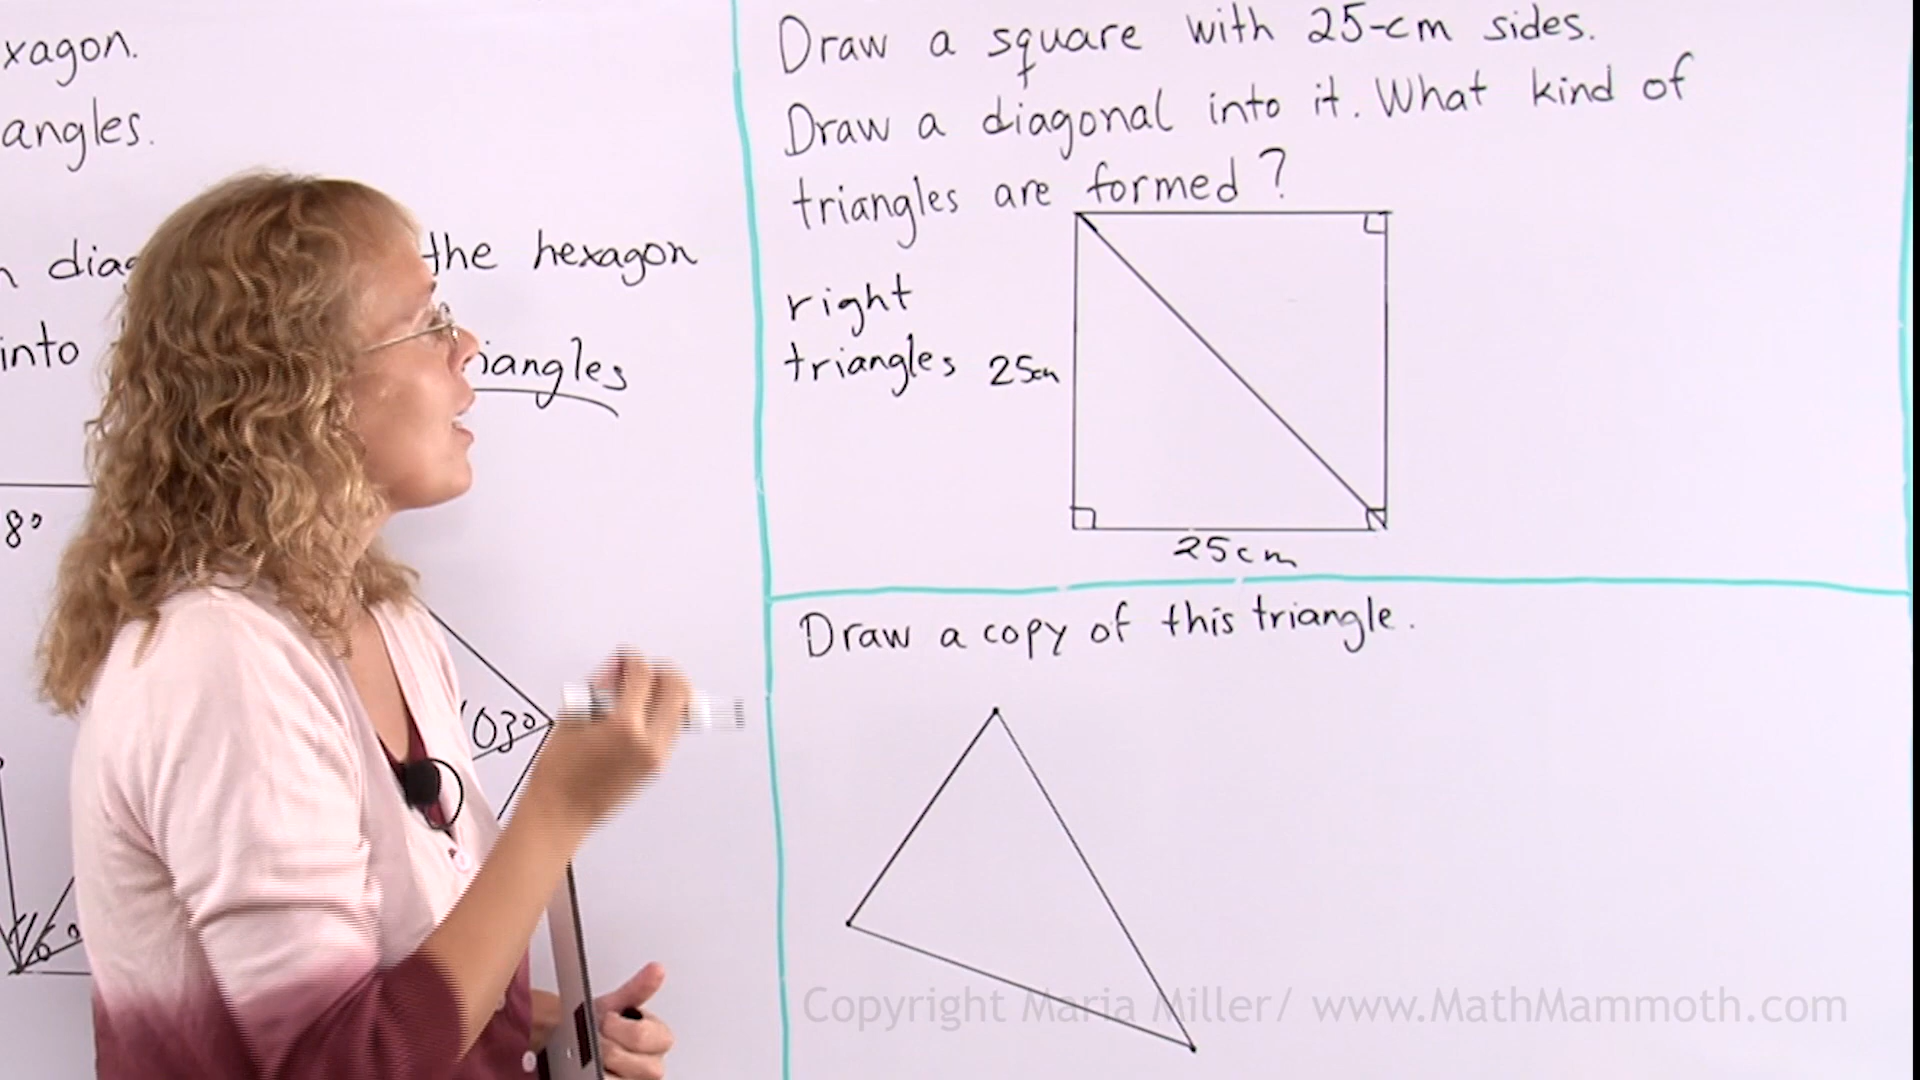 xagon.
angles.
diag the hexagon
into iangles
8°
103°
6°
Draw a square with 25-cm sides.
Draw a diagonal into it. What kind of
triangles are formed?
right
triangles 25cm
25cm
Draw a copy of this triangle.
Copyright Maria Miller/ www.MathMammoth.com